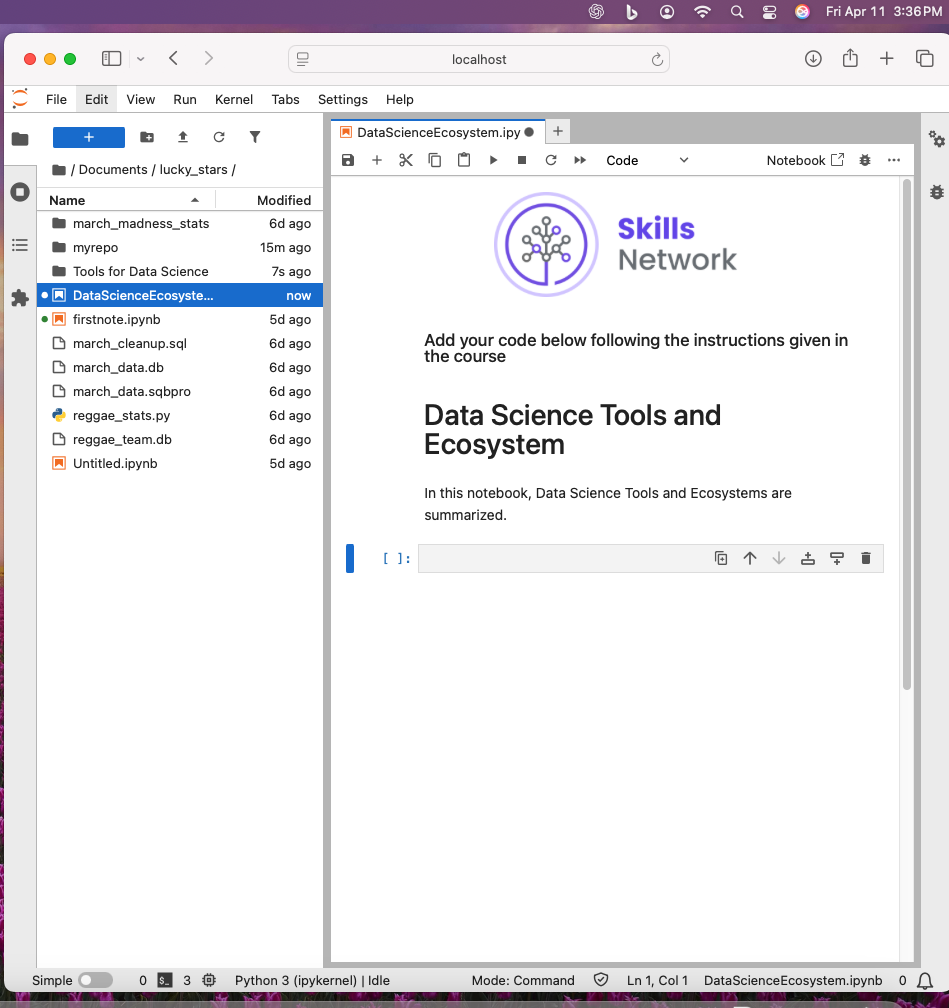 Fri Apr 11 3:36 PM
localhost
File Edit View Run Kernel Tabs Settings Help
+
DataScienceEcosystem.ipy
Code
Notebook
/ Documents / lucky_stars /
Name Modified
march_madness_stats 6d ago
myrepo 15m ago
Tools for Data Science 7s ago
DataScienceEcosyste... now
firstnote.ipynb 5d ago
march_cleanup.sql 6d ago
march_data.db 6d ago
march_data.sqbpro 6d ago
reggae_stats.py 6d ago
reggae_team.db 6d ago
Untitled.ipynb 5d ago
Skills
Network
Add your code below following the instructions given in
the course
Data Science Tools and
Ecosystem
In this notebook, Data Science Tools and Ecosystems are
summarized.
[ ]:
Simple 0 3 Python 3 (ipykernel) | Idle Mode: Command Ln 1, Col 1 DataScienceEcosystem.ipynb 0